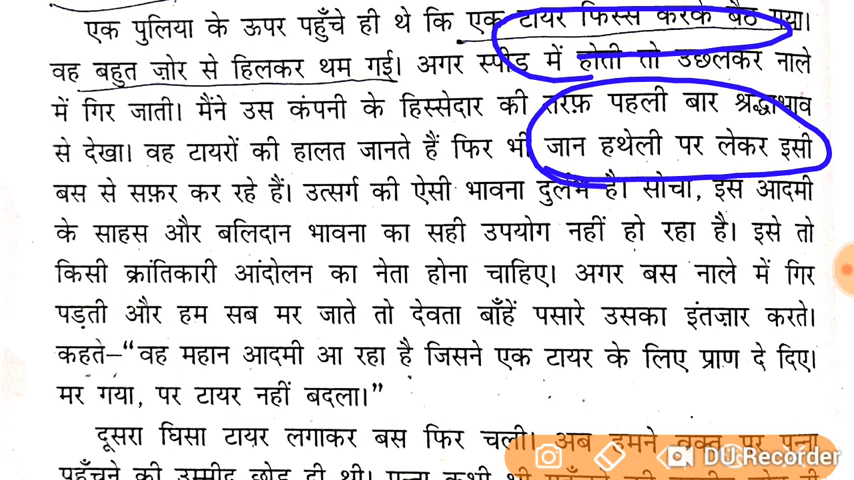 एक पुलिया के ऊपर पहुँचे ही थे कि एक टायर फिस्स करके बैठ गया।
वह बहुत ज़ोर से हिलकर थम गई। अगर स्पीड में होती तो उछलकर नाले
में गिर जाती। मैंने उस कंपनी के हिस्सेदार की तरफ़ पहली बार श्रद्धाभाव
से देखा। वह टायरों की हालत जानते हैं फिर भी जान हथेली पर लेकर इसी
बस से सफ़र कर रहे हैं। उत्सर्ग की ऐसी भावना दुर्लभ है। सोचा, इस आदमी
के साहस और बलिदान भावना का सही उपयोग नहीं हो रहा है। इसे तो
किसी क्रांतिकारी आंदोलन का नेता होना चाहिए। अगर बस नाले में गिर
पड़ती और हम सब मर जाते तो देवता बाँहें पसारे उसका इंतज़ार करते।
कहते–“वह महान आदमी आ रहा है जिसने एक टायर के लिए प्राण दे दिए।
मर गया, पर टायर नहीं बदला।”
दूसरा घिसा टायर लगाकर बस फिर चली। अब हमने वक्त पर पन्ना
पहुँचने की उम्मीद छोड़ दी थी। पन्ना कभी भी
DU Recorder